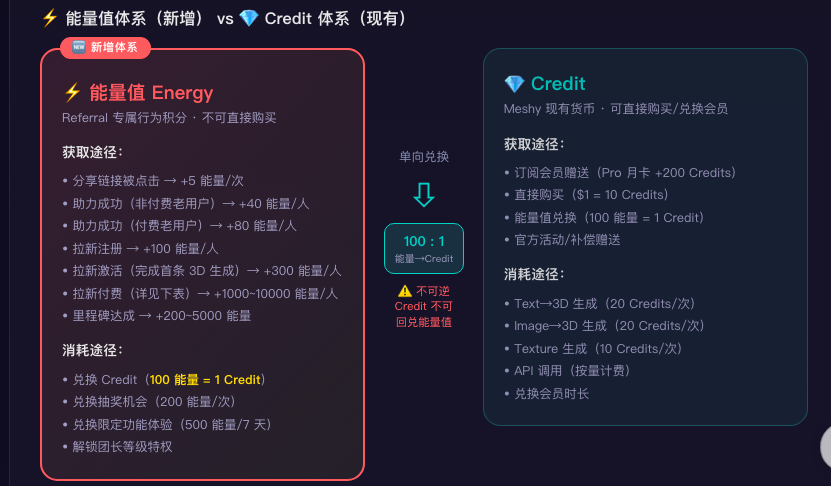 ⚡ 能量值体系（新增） vs 💎 Credit 体系（现有）
🆕 新增体系
⚡ 能量值 Energy
Referral 专属行为积分 · 不可直接购买
获取途径：
• 分享链接被点击 → +5 能量/次
• 助力成功（非付费老用户）→ +40 能量/人
• 助力成功（付费老用户）→ +80 能量/人
• 拉新注册 → +100 能量/人
• 拉新激活（完成首条 3D 生成）→ +300 能量/人
• 拉新付费（详见下表）→ +1000~10000 能量/人
• 里程碑达成 → +200~5000 能量
消耗途径：
• 兑换 Credit（100 能量 = 1 Credit）
• 兑换抽奖机会（200 能量/次）
• 兑换限定功能体验（500 能量/7 天）
• 解锁团长等级特权
单向兑换
⇩
100 : 1
能量→Credit
⚠️ 不可逆
Credit 不可
回兑能量值
💎 Credit
Meshy 现有货币 · 可直接购买/兑换会员
获取途径：
• 订阅会员赠送（Pro 月卡 +200 Credits）
• 直接购买（$1 = 10 Credits）
• 能量值兑换（100 能量 = 1 Credit）
• 官方活动/补偿赠送
消耗途径：
• Text→3D 生成（20 Credits/次）
• Image→3D 生成（20 Credits/次）
• Texture 生成（10 Credits/次）
• API 调用（按量计费）
• 兑换会员时长